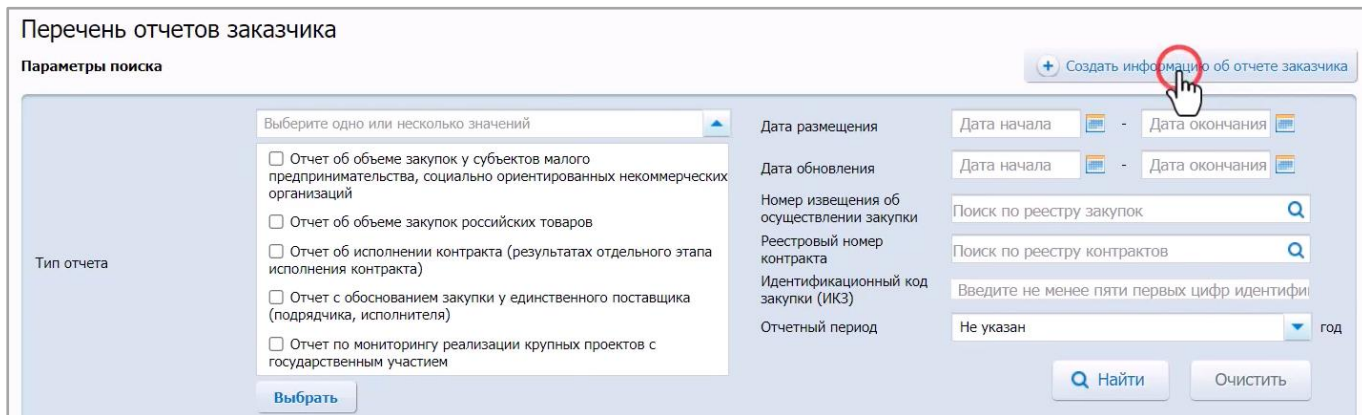 Перечень отчетов заказчика
Параметры поиска
Создать информацию об отчете заказчика
Тип отчета
Выберите одно или несколько значений
Отчет об объеме закупок у субъектов малого
предпринимательства, социально ориентированных некоммерческих
организаций
Отчет об объеме закупок российских товаров
Отчет об исполнении контракта (результатах отдельного этапа
исполнения контракта)
Отчет с обоснованием закупки у единственного поставщика
(подрядчика, исполнителя)
Отчет по мониторингу реализации крупных проектов с
государственным участием
Выбрать
Дата размещения Дата начала - Дата окончания
Дата обновления Дата начала - Дата окончания
Номер извещения об
осуществлении закупки
Поиск по реестру закупок
Реестровый номер
контракта
Поиск по реестру контрактов
Идентификационный код
закупки (ИКЗ)
Введите не менее пяти первых цифр идентифи
Отчетный период Не указан год
Найти Очистить